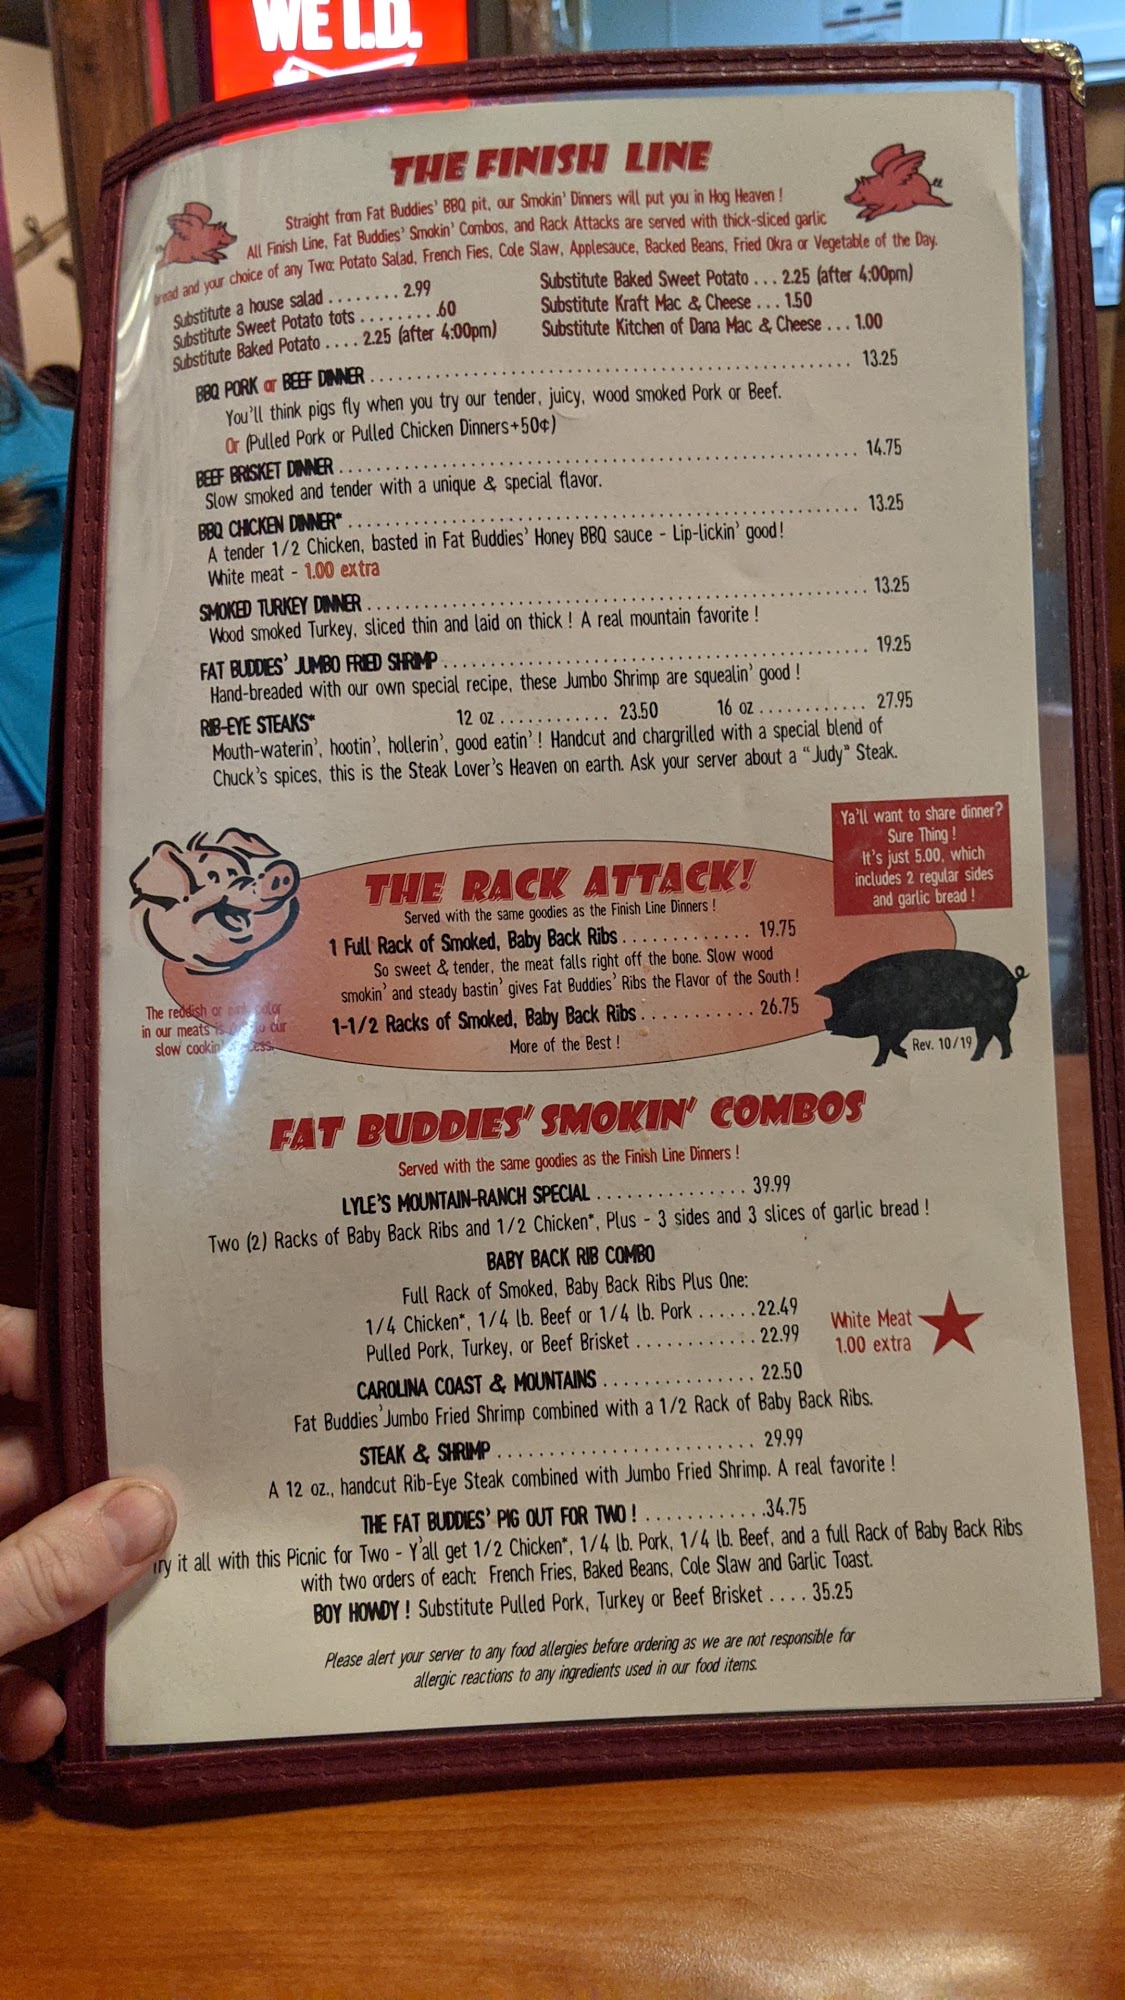 WE I.D.
THE FINISH LINE
Straight from Fat Buddies' BBQ pit, our Smokin' Dinners will put you in Hog Heaven !
All Finish Line, Fat Buddies' Smokin' Combos, and Rack Attacks are served with thick-sliced garlic
bread and your choice of any Two: Potato Salad, French Fies, Cole Slaw, Applesauce, Backed Beans, Fried Okra or Vegetable of the Day.
Substitute a house salad ........ 2.99
Substitute Sweet Potato tots ........ .60
Substitute Baked Potato .... 2.25 (after 4:00pm)
Substitute Baked Sweet Potato ... 2.25 (after 4:00pm)
Substitute Kraft Mac & Cheese ... 1.50
Substitute Kitchen of Dana Mac & Cheese ... 1.00
BBQ PORK or BEEF DINNER ........ 13.25
You'll think pigs fly when you try our tender, juicy, wood smoked Pork or Beef.
Or (Pulled Pork or Pulled Chicken Dinners+50¢)
BEEF BRISKET DINNER ........ 14.75
Slow smoked and tender with a unique & special flavor.
BBQ CHICKEN DINNER* ........ 13.25
A tender 1/2 Chicken, basted in Fat Buddies' Honey BBQ sauce - Lip-lickin' good!
White meat - 1.00 extra
SMOKED TURKEY DINNER ........ 13.25
Wood smoked Turkey, sliced thin and laid on thick ! A real mountain favorite !
FAT BUDDIES' JUMBO FRIED SHRIMP ........ 19.25
Hand-breaded with our own special recipe, these Jumbo Shrimp are squealin' good !
RIB-EYE STEAKS* 12 oz ............ 23.50 16 oz ............ 27.95
Mouth-waterin', hootin', hollerin', good eatin' ! Handcut and chargrilled with a special blend of
Chuck's spices, this is the Steak Lover's Heaven on earth. Ask your server about a "Judy" Steak.
Ya'll want to share dinner?
Sure Thing !
It's just 5.00, which
includes 2 regular sides
and garlic bread !
THE RACK ATTACK!
Served with the same goodies as the Finish Line Dinners !
1 Full Rack of Smoked, Baby Back Ribs ............. 19.75
So sweet & tender, the meat falls right off the bone. Slow wood
smokin' and steady bastin' gives Fat Buddies' Ribs the Flavor of the South !
1-1/2 Racks of Smoked, Baby Back Ribs ........... 26.75
More of the Best !
The reddish or pink color
in our meats is to our
slow cookin'
Rev. 10/19
FAT BUDDIES' SMOKIN' COMBOS
Served with the same goodies as the Finish Line Dinners !
LYLE'S MOUNTAIN-RANCH SPECIAL ............... 39.99
Two (2) Racks of Baby Back Ribs and 1/2 Chicken*, Plus - 3 sides and 3 slices of garlic bread !
BABY BACK RIB COMBO
Full Rack of Smoked, Baby Back Ribs Plus One:
1/4 Chicken*, 1/4 lb. Beef or 1/4 lb. Pork ......22.49
Pulled Pork, Turkey, or Beef Brisket ............ 22.99
White Meat
1.00 extra
CAROLINA COAST & MOUNTAINS ............... 22.50
Fat Buddies'Jumbo Fried Shrimp combined with a 1/2 Rack of Baby Back Ribs.
STEAK & SHRIMP .......................... 29.99
A 12 oz., handcut Rib-Eye Steak combined with Jumbo Fried Shrimp. A real favorite !
THE FAT BUDDIES' PIG OUT FOR TWO ! ............34.75
Try it all with this Picnic for Two - Y'all get 1/2 Chicken*, 1/4 lb. Pork, 1/4 lb. Beef, and a full Rack of Baby Back Ribs
with two orders of each: French Fries, Baked Beans, Cole Slaw and Garlic Toast.
BOY HOWDY ! Substitute Pulled Pork, Turkey or Beef Brisket .... 35.25
Please alert your server to any food allergies before ordering as we are not responsible for
allergic reactions to any ingredients used in our food items.